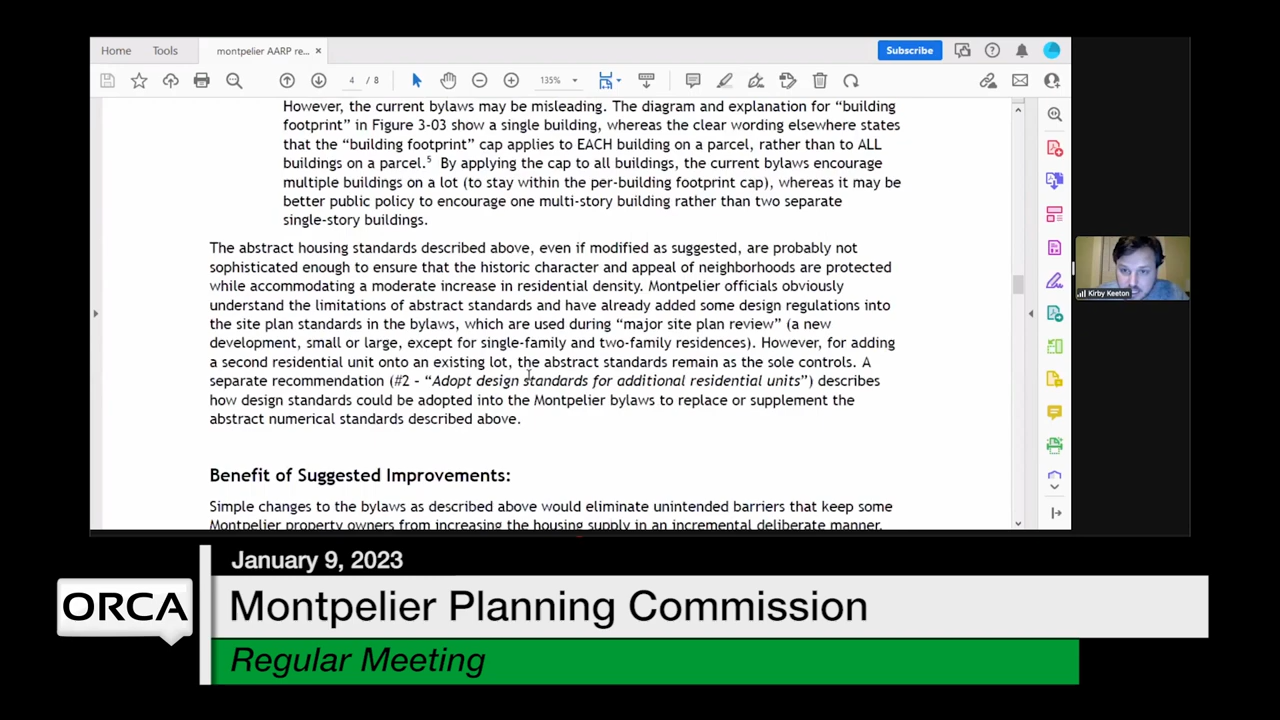 Home
Tools
montpelier AARP re...
×
Subscribe
4 / 8
135%
However, the current bylaws may be misleading. The diagram and explanation for “building
footprint” in Figure 3-03 show a single building, whereas the clear wording elsewhere states
that the “building footprint” cap applies to EACH building on a parcel, rather than to ALL
buildings on a parcel.5 By applying the cap to all buildings, the current bylaws encourage
multiple buildings on a lot (to stay within the per-building footprint cap), whereas it may be
better public policy to encourage one multi-story building rather than two separate
single-story buildings.
The abstract housing standards described above, even if modified as suggested, are probably not
sophisticated enough to ensure that the historic character and appeal of neighborhoods are protected
while accommodating a moderate increase in residential density. Montpelier officials obviously
understand the limitations of abstract standards and have already added some design regulations into
the site plan standards in the bylaws, which are used during “major site plan review” (a new
development, small or large, except for single-family and two-family residences). However, for adding
a second residential unit onto an existing lot, the abstract standards remain as the sole controls. A
separate recommendation (#2 - “Adopt design standards for additional residential units”) describes
how design standards could be adopted into the Montpelier bylaws to replace or supplement the
abstract numerical standards described above.
Benefit of Suggested Improvements:
Simple changes to the bylaws as described above would eliminate unintended barriers that keep some
Montpelier property owners from increasing the housing supply in an incremental deliberate manner.
Kirby Keeton
January 9, 2023
ORCA
Montpelier Planning Commission
Regular Meeting